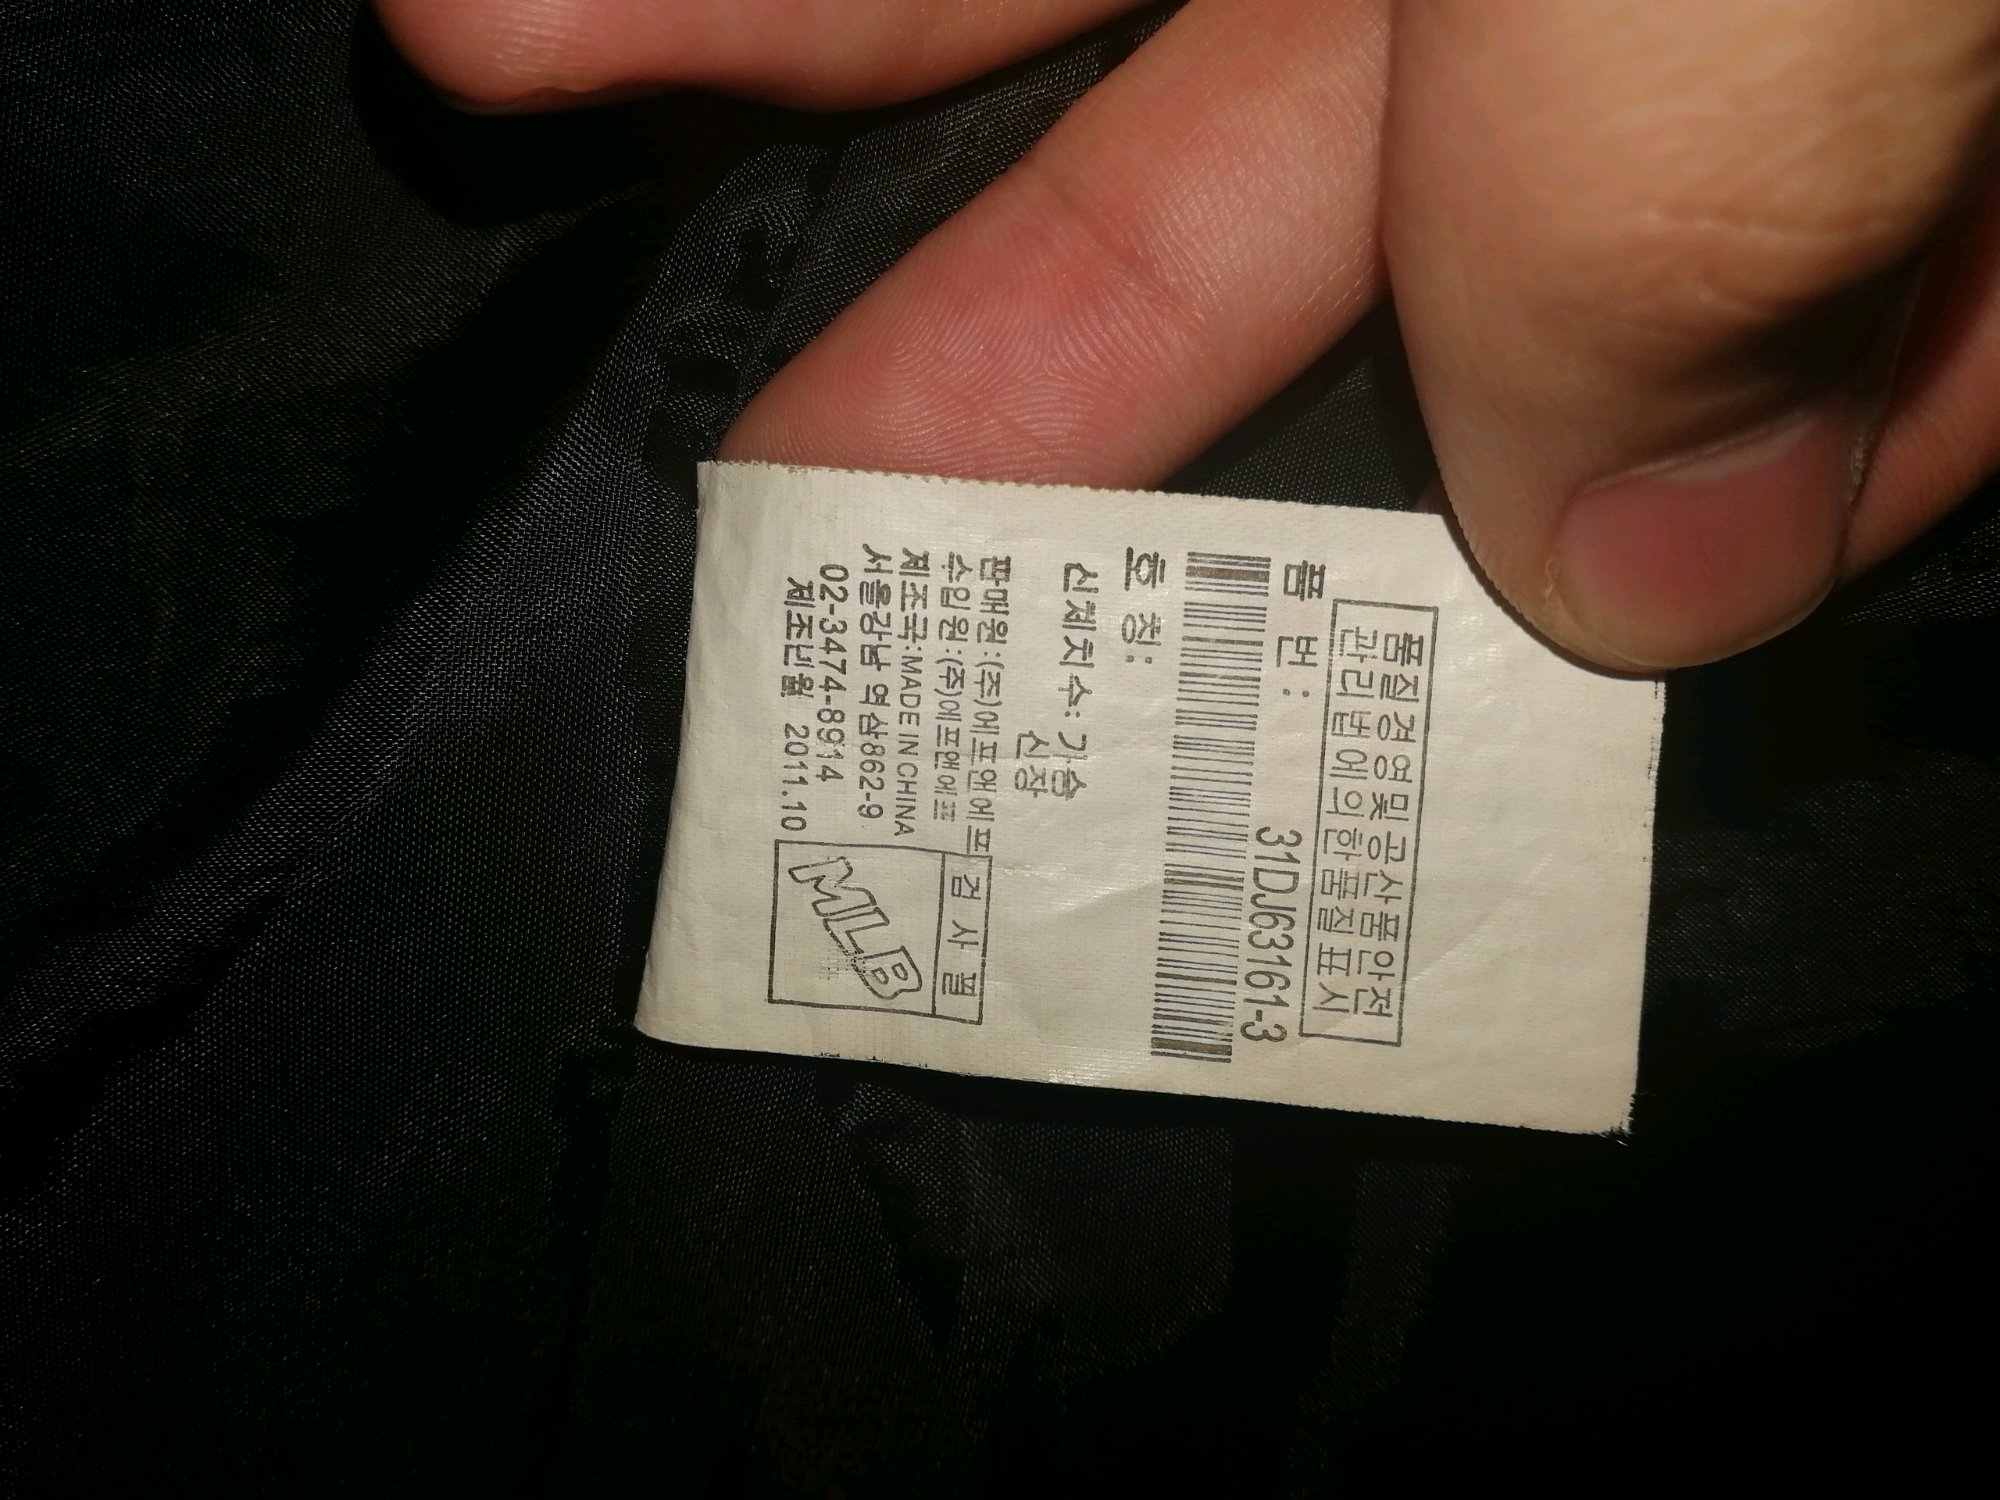 품질경영및공산품안전
관리법에의한품질표시
품 번 :
31DJ63161-3
호 칭:
신체치수: 가슴
신장
판매원:(주)에프앤에프
수입원:(주)에프앤에프
제조국:MADE IN CHINA
서울강남 역삼862-9
02-3474-8914
제조년월 2011.10
검 사 필
MLB